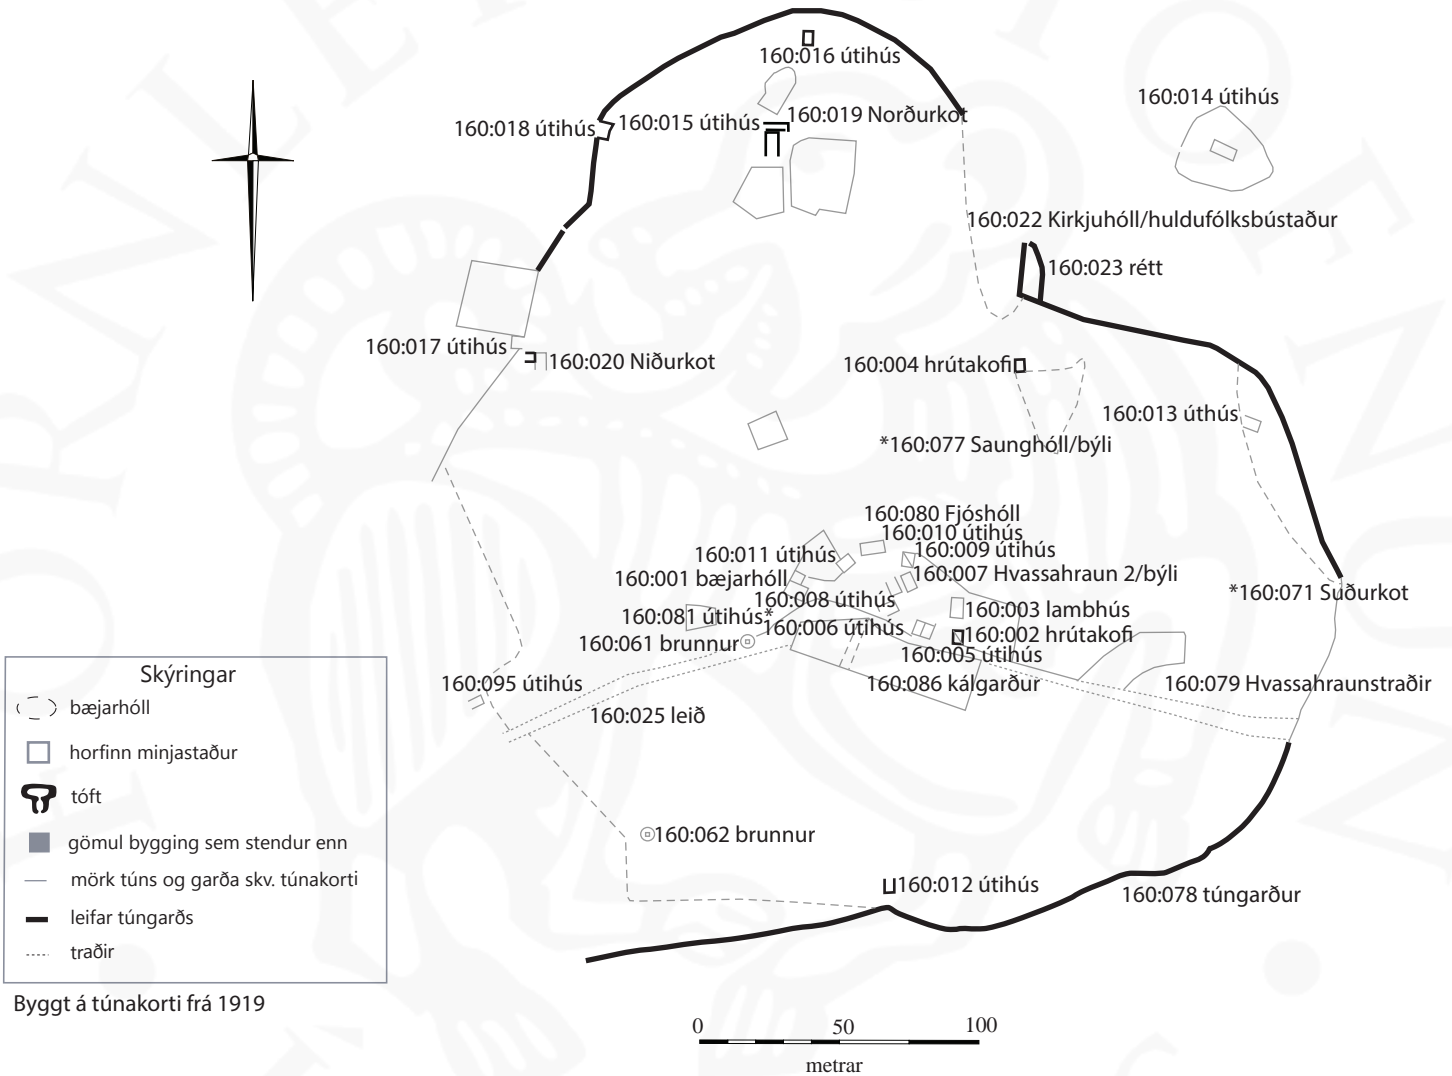 160:016 útihús
160:014 útihús
160:018 útihús
160:015 útihús
160:019 Norðurkot
160:022 Kirkjuhóll/huldufólksbústaður
160:023 rétt
160:017 útihús
160:020 Niðurkot
160:004 hrútakofi
160:013 úthús
*160:077 Saunghóll/býli
160:080 Fjóshóll
160:010 útihús
160:011 útihús
160:009 útihús
160:001 bæjarhóll
160:007 Hvassahraun 2/býli
160:008 útihús
160:081 útihús*
160:003 lambhús
*160:071 Suðurkot
160:061 brunnur
160:006 útihús
160:002 hrútakofi
160:005 útihús
160:095 útihús
160:086 kálgarður
160:079 Hvassahraunstraðir
160:025 leið
160:062 brunnur
160:012 útihús
160:078 túngarður
Skýringar
bæjarhóll
horfinn minjastaður
tóft
gömul bygging sem stendur enn
mörk túns og garða skv. túnakorti
leifar túngarðs
traðir
Byggt á túnakorti frá 1919
0 50 100
metrar